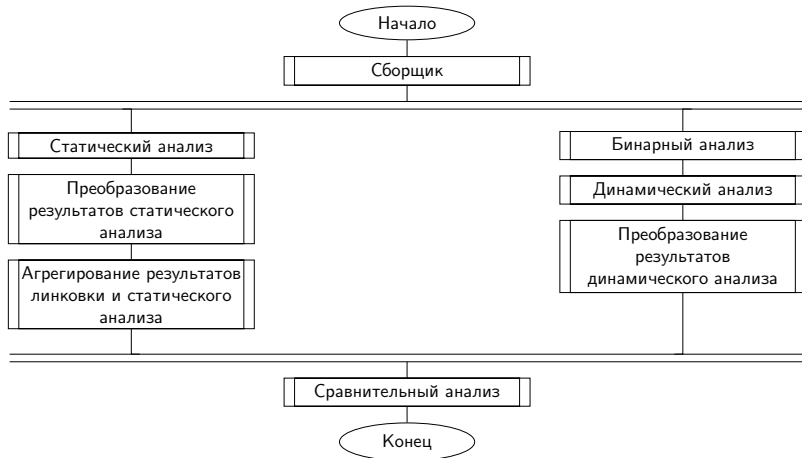 Начало
Сборщик
Статический анализ
Преобразование
результатов статического
анализа
Агрегирование результатов
линковки и статического
анализа
Бинарный анализ
Динамический анализ
Преобразование
результатов
динамического анализа
Сравнительный анализ
Конец